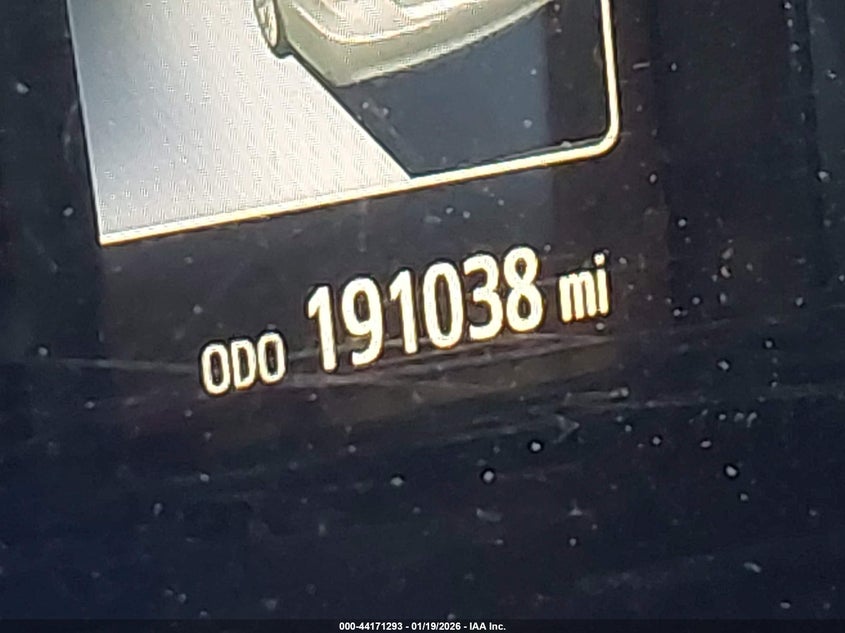 ODO 191038 mi
000-44171293 - 01/19/2026 - IAA Inc.